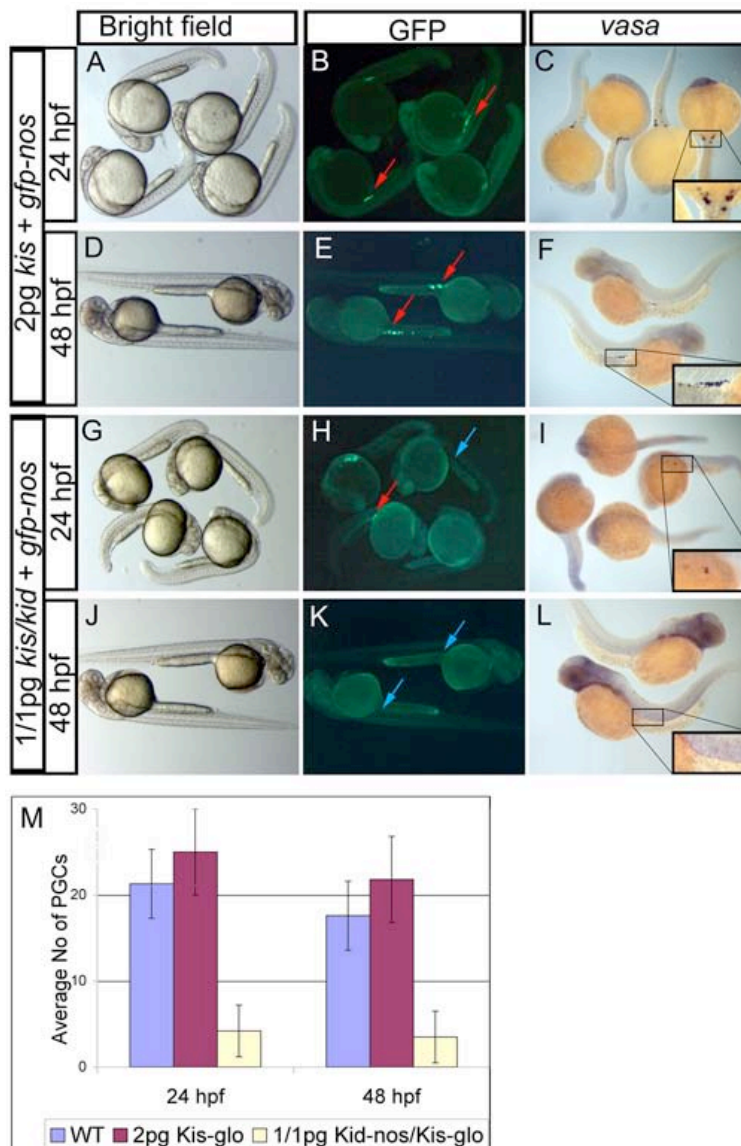 Bright field
GFP
vasa
2pg kis + gfp-nos
24 hpf
A
B
C
48 hpf
D
E
F
1/1pg kis/kid + gfp-nos
24 hpf
G
H
I
48 hpf
J
K
L
M
Average No of PGCs
30
20
10
0
24 hpf
48 hpf
WT
2pg Kis-glo
1/1pg Kid-nos/Kis-glo